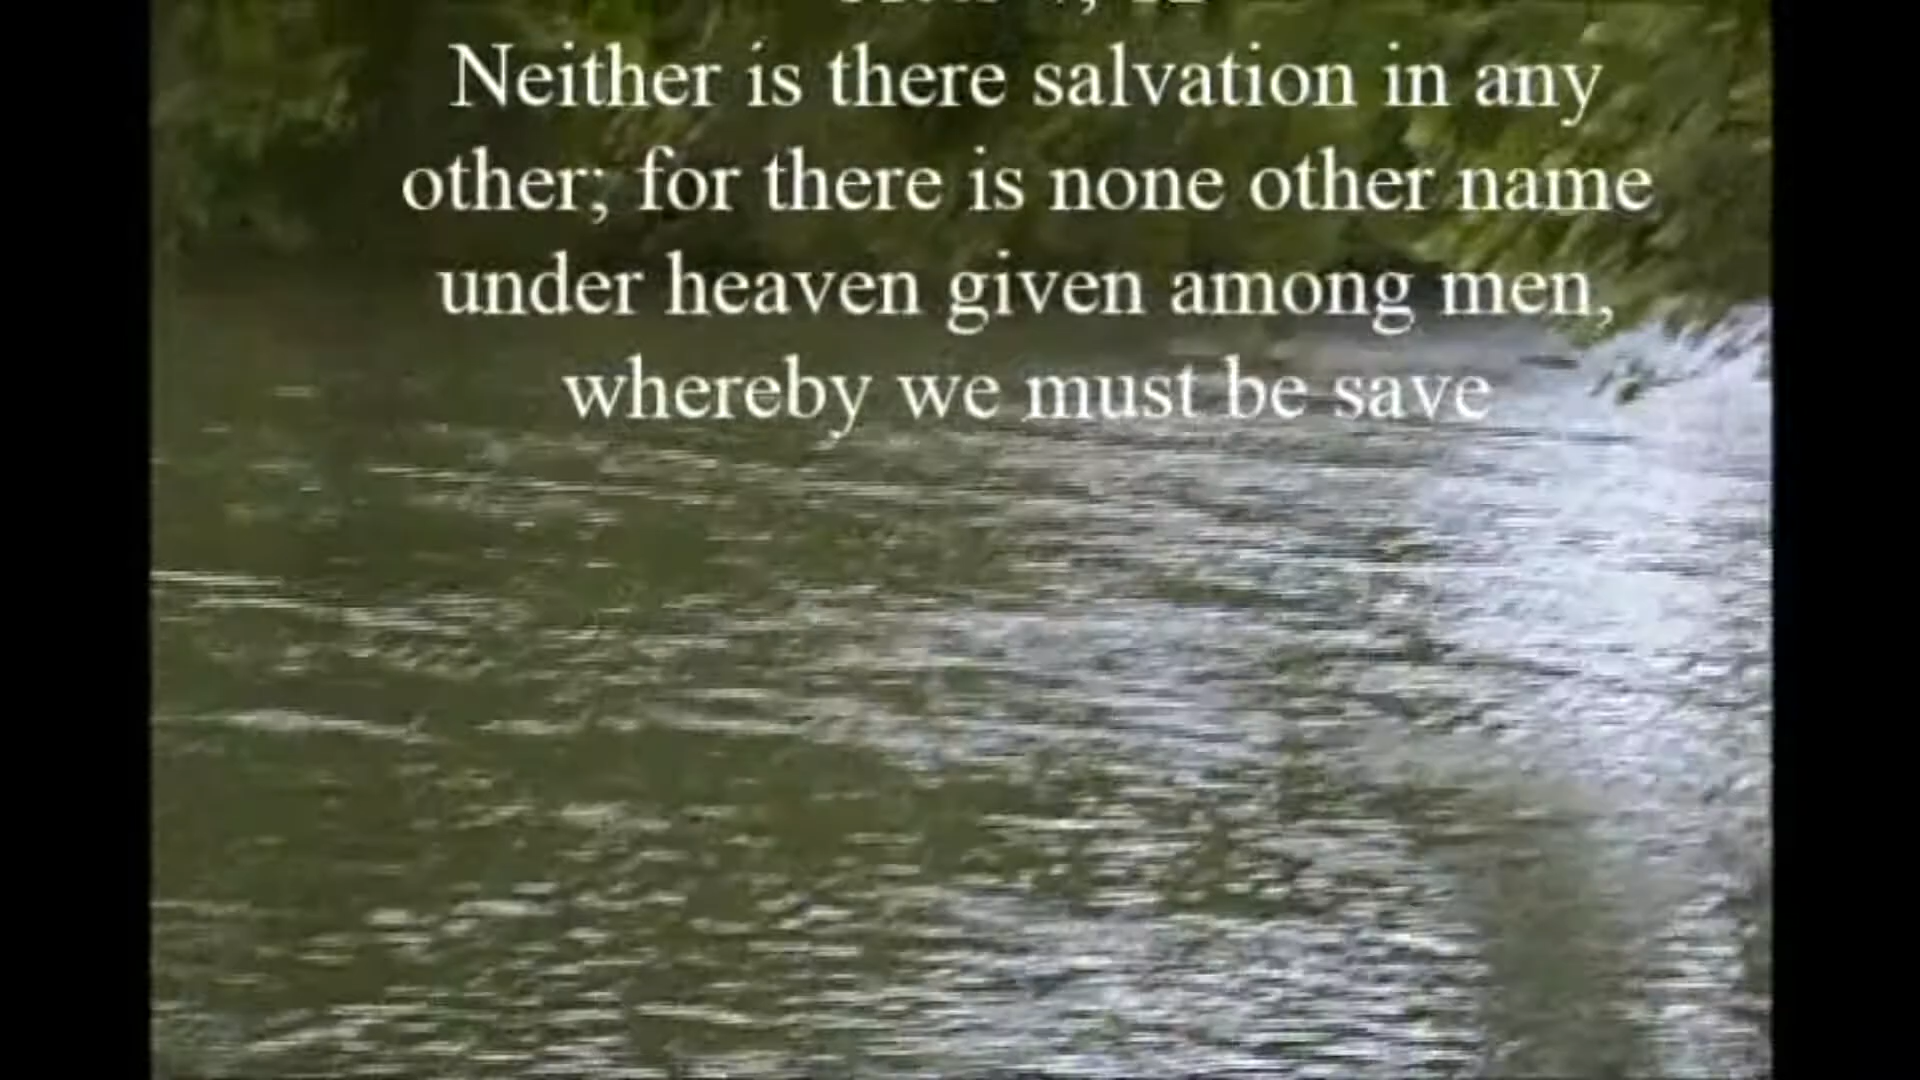 Neither is there salvation in any
other; for there is none other name
under heaven given among men,
whereby we must be save